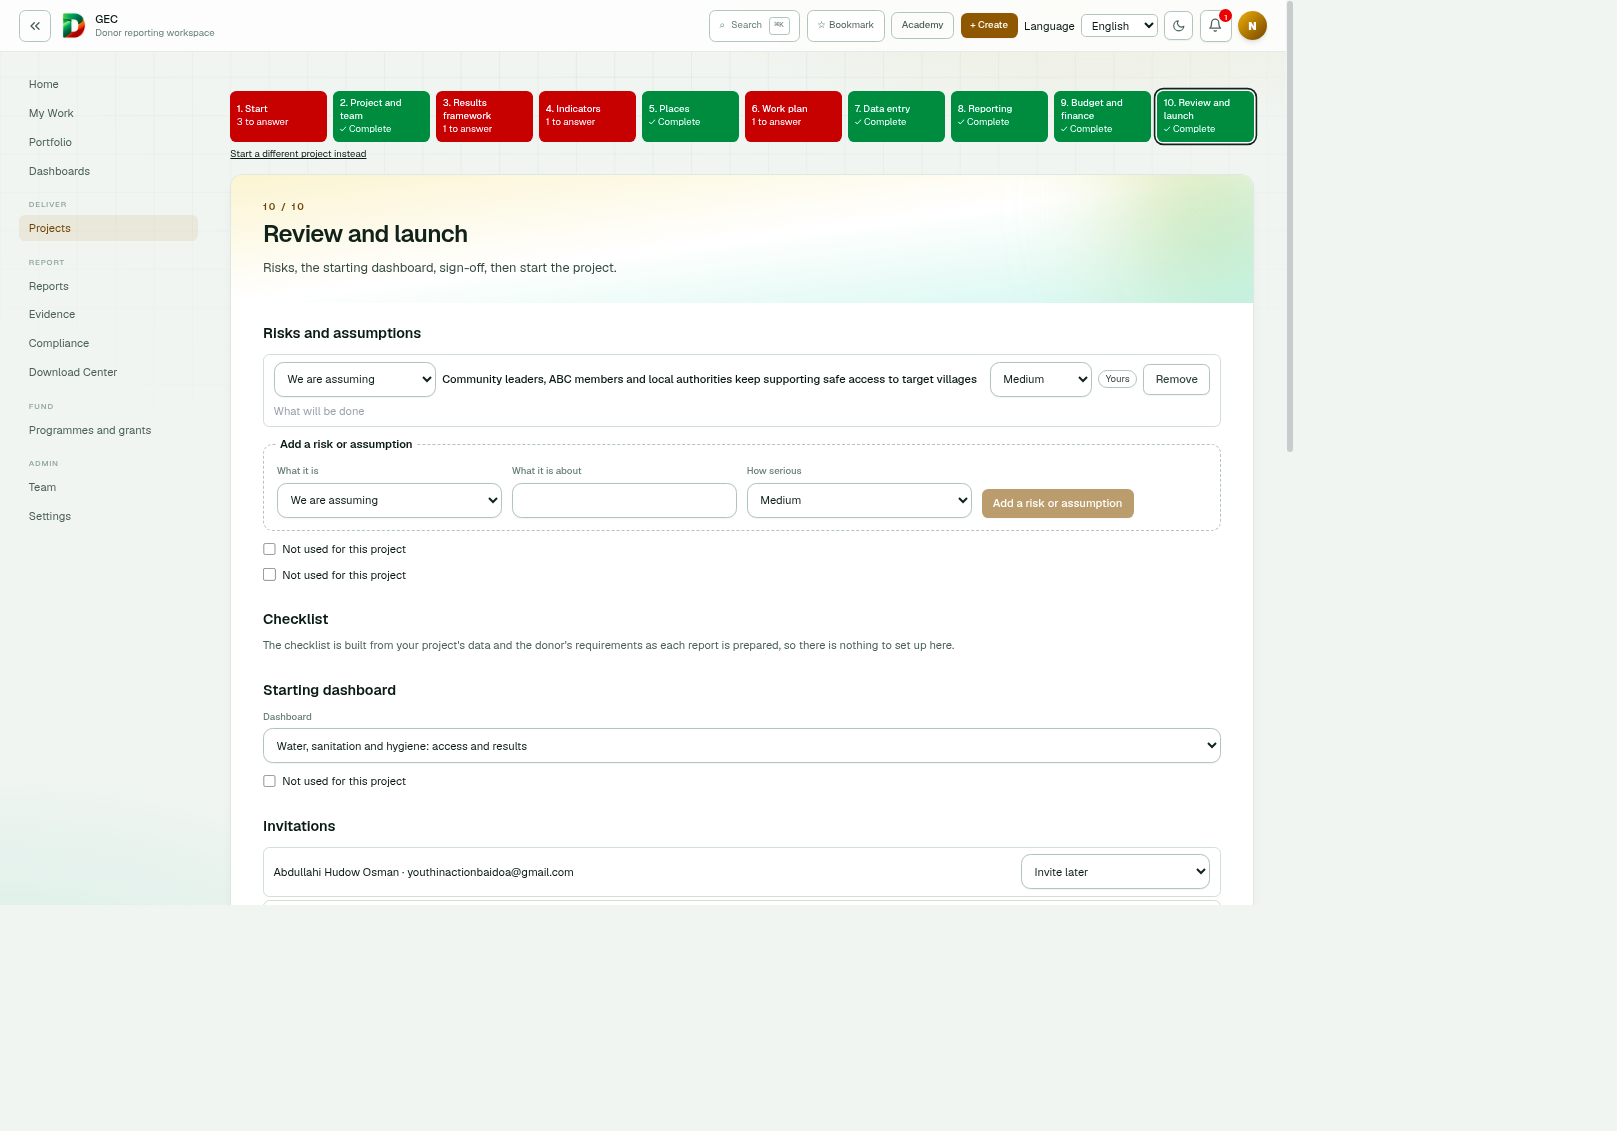 GEC
Donor reporting workspace
Search ⌘K
☆ Bookmark
Academy
+ Create
Language
English
1
N
Home
My Work
Portfolio
Dashboards
DELIVER
Projects
REPORT
Reports
Evidence
Compliance
Download Center
FUND
Programmes and grants
ADMIN
Team
Settings
1. Start
3 to answer
2. Project and
team
✓ Complete
3. Results
framework
1 to answer
4. Indicators
1 to answer
5. Places
✓ Complete
6. Work plan
1 to answer
7. Data entry
✓ Complete
8. Reporting
✓ Complete
9. Budget and
finance
✓ Complete
10. Review and
launch
✓ Complete
Start a different project instead
10 / 10
Review and launch
Risks, the starting dashboard, sign-off, then start the project.
Risks and assumptions
We are assuming
Community leaders, ABC members and local authorities keep supporting safe access to target villages
Medium
Yours
Remove
What will be done
Add a risk or assumption
What it is
What it is about
How serious
We are assuming
Medium
Add a risk or assumption
Not used for this project
Not used for this project
Checklist
The checklist is built from your project's data and the donor's requirements as each report is prepared, so there is nothing to set up here.
Starting dashboard
Dashboard
Water, sanitation and hygiene: access and results
Not used for this project
Invitations
Abdullahi Hudow Osman · youthinactionbaidoa@gmail.com
Invite later